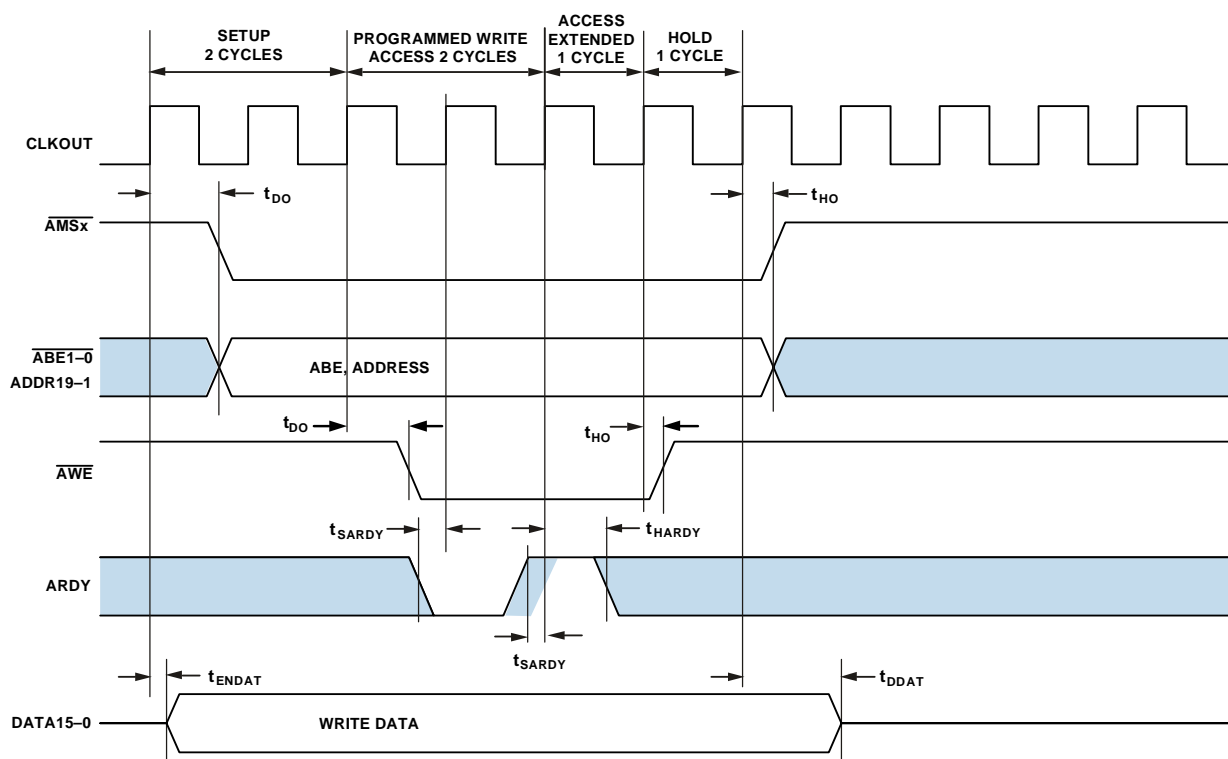 SETUP
2 CYCLES
PROGRAMMED WRITE
ACCESS 2 CYCLES
ACCESS
EXTENDED
1 CYCLE
HOLD
1 CYCLE
CLKOUT
tDO
tHO
AMSx
ABE1–0
ADDR19–1
ABE, ADDRESS
tDO
tHO
AWE
tSARDY
tHARDY
ARDY
tSARDY
tENDAT
tDDAT
DATA15–0
WRITE DATA